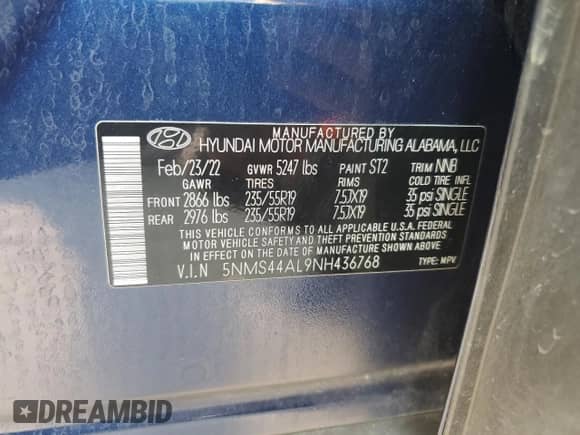 MANUFACTURED BY
HYUNDAI MOTOR MANUFACTURING ALABAMA, LLC
Feb/23/22 GVWR 5247 lbs PAINT ST2 TRIM NNB
GAWR TIRES RIMS
FRONT 2866 lbs 235/55R19 7.5JX19 35 psi SINGLE
REAR 2976 lbs 235/55R19 7.5JX19 35 psi SINGLE
THIS VEHICLE CONFORMS TO ALL APPLICABLE U.S.A FEDERAL
MOTOR VEHICLE SAFETY AND THEFT PREVENTION STANDARDS
IN EFFECT ON THE DATE OF MANUFACTURE SHOWN ABOVE.
V.I.N 5NMS44AL9NH436768 TYPE: MPV
DREAMBID